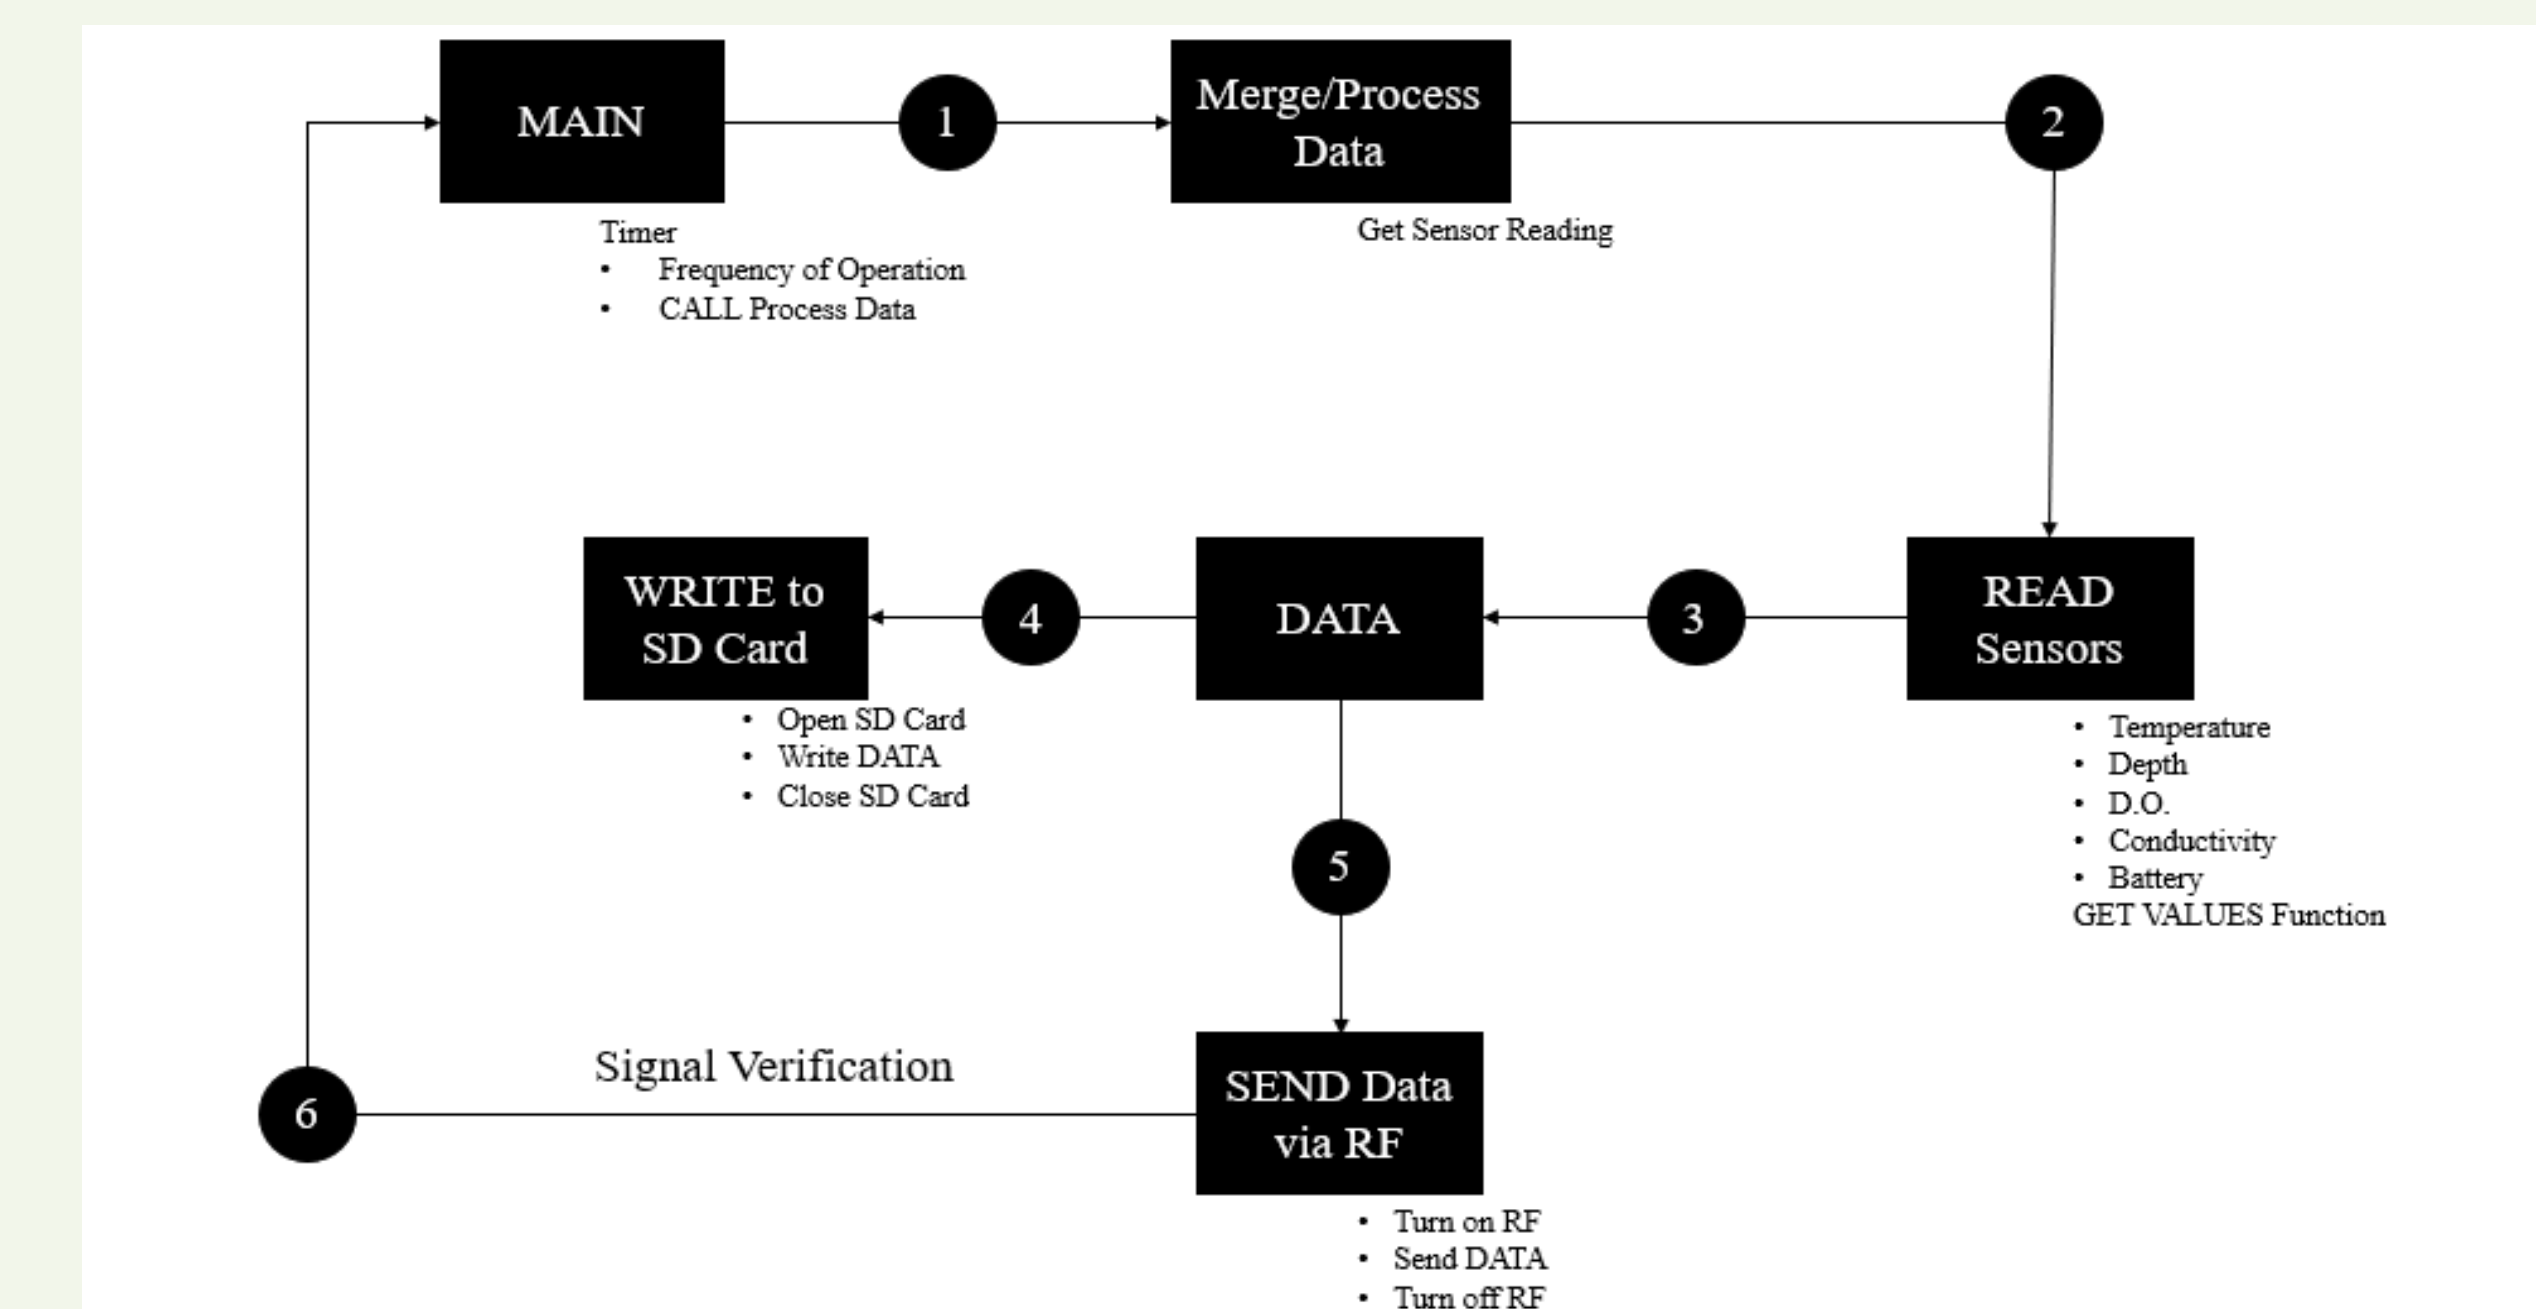 MAIN
1
Merge/Process
Data
2
Timer
• Frequency of Operation
• CALL Process Data
Get Sensor Reading
WRITE to
SD Card
4
DATA
3
READ
Sensors
• Open SD Card
• Write DATA
• Close SD Card
• Temperature
• Depth
• D.O.
• Conductivity
• Battery
GET VALUES Function
5
Signal Verification
6
SEND Data
via RF
• Turn on RF
• Send DATA
• Turn off RF